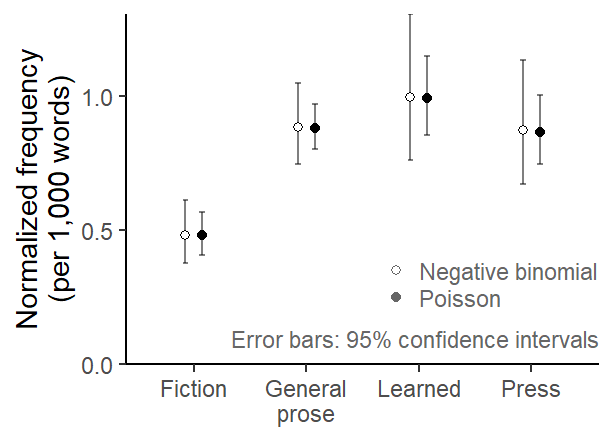 Normalized frequency
(per 1,000 words)
1.0
0.5
0.0
Negative binomial
Poisson
Error bars: 95% confidence intervals
Fiction
General
prose
Learned
Press